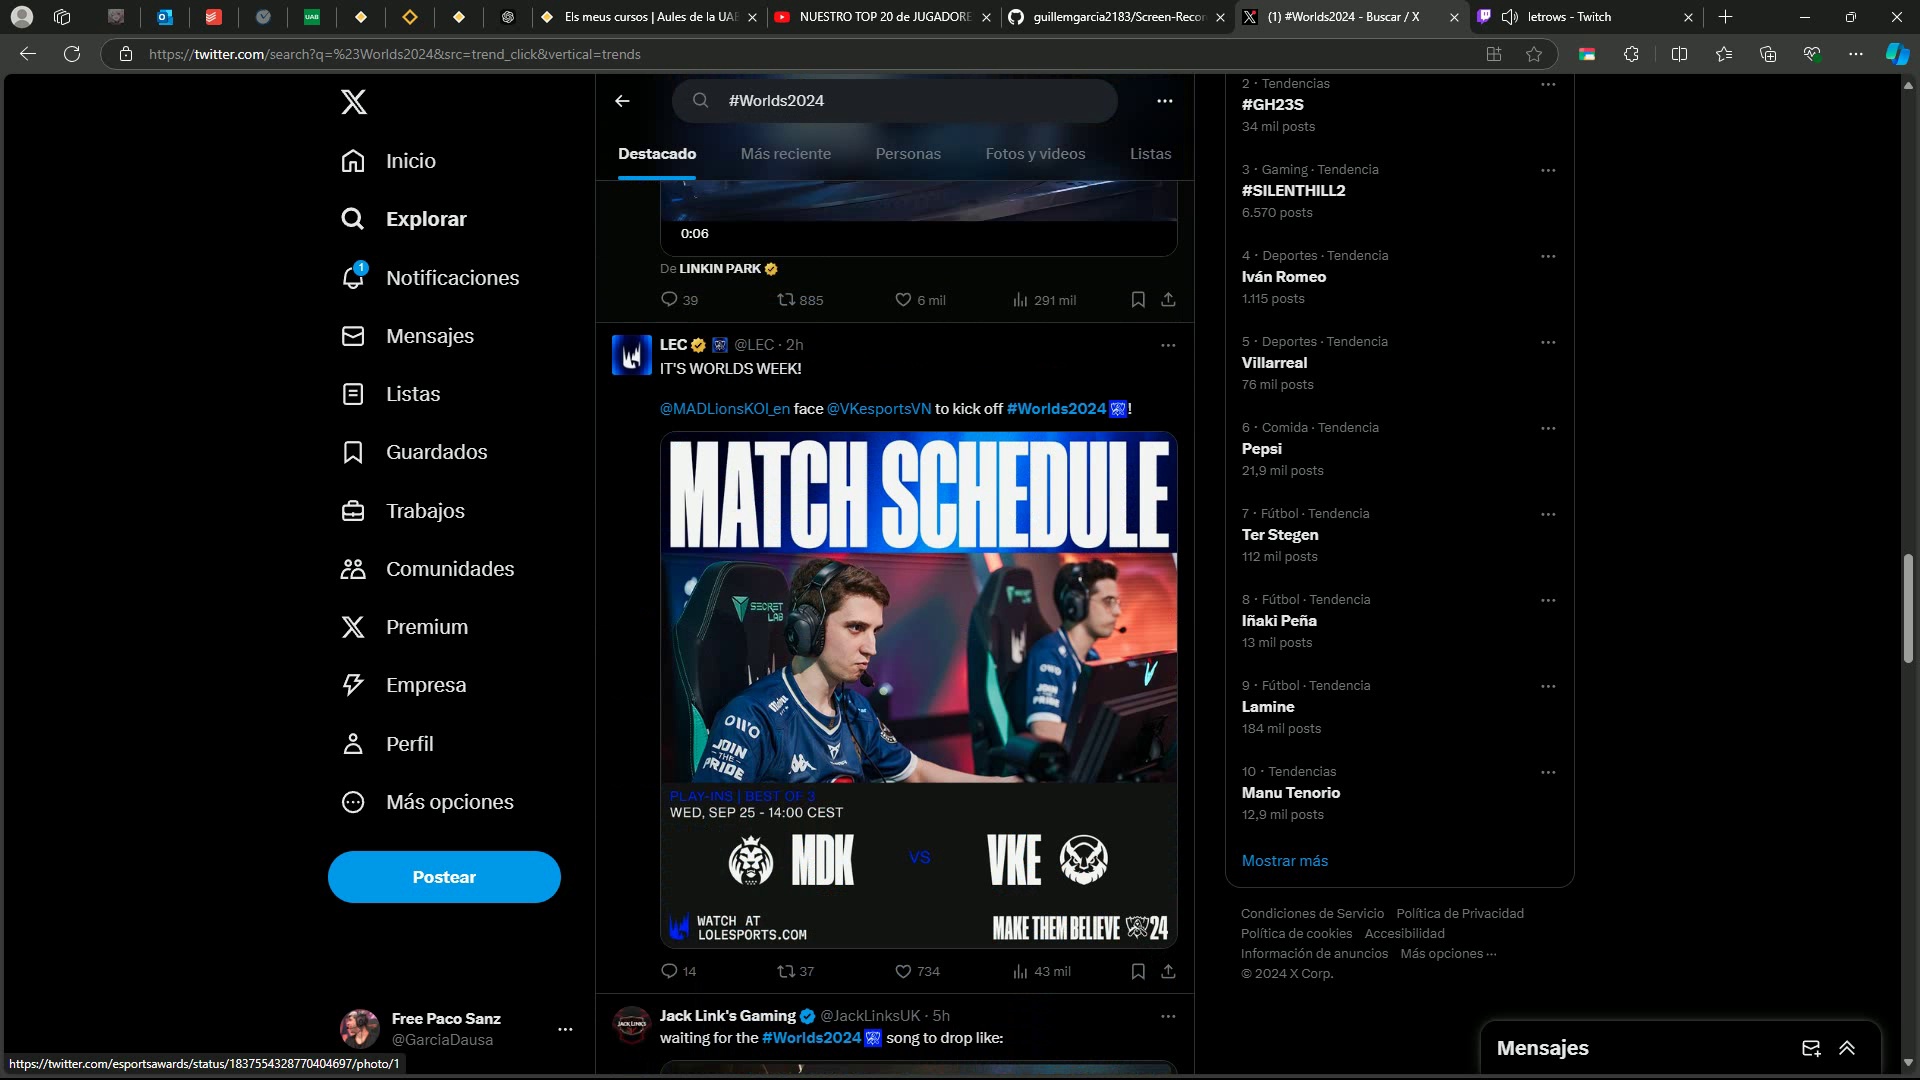 Els meus cursos | Aules de la UAB
NUESTRO TOP 20 de JUGADORE
guillemgarcia2183/Screen-Recor
(1) #Worlds2024 - Buscar / X
letrows - Twitch
https://twitter.com/search?q=%23Worlds2024&src=trend_click&vertical=trends
Inicio
Explorar
1
Notificaciones
Mensajes
Listas
Guardados
Trabajos
Comunidades
Premium
Empresa
Perfil
Más opciones
Postear
Free Paco Sanz
@GarciaDausa
https://twitter.com/esportsawards/status/1837554328770404697/photo/1
#Worlds2024
Destacado Más reciente Personas Fotos y videos Listas
0:06
De LINKIN PARK
39 885 6 mil 291 mil
LEC @LEC · 2h
IT'S WORLDS WEEK!
@MADLionsKOI_en face @VKesportsVN to kick off #Worlds2024 !
MATCH SCHEDULE
SECRET
LAB
OWO
JOIN
THE
PRIDE
OWO
JOIN
THE
PRIDE
PLAY-INS | BEST OF 3
WED, SEP 25 - 14:00 CEST
MDK VS VKE
WATCH AT
LOLESPORTS.COM
MAKE THEM BELIEVE 24
14 37 734 43 mil
Jack Link's Gaming @JackLinksUK · 5h
waiting for the #Worlds2024 song to drop like:
2 · Tendencias
#GH23S
34 mil posts
3 · Gaming · Tendencia
#SILENTHILL2
6.570 posts
4 · Deportes · Tendencia
Iván Romeo
1.115 posts
5 · Deportes · Tendencia
Villarreal
76 mil posts
6 · Comida · Tendencia
Pepsi
21,9 mil posts
7 · Fútbol · Tendencia
Ter Stegen
112 mil posts
8 · Fútbol · Tendencia
Iñaki Peña
13 mil posts
9 · Fútbol · Tendencia
Lamine
184 mil posts
10 · Tendencias
Manu Tenorio
12,9 mil posts
Mostrar más
Condiciones de Servicio Política de Privacidad
Política de cookies Accesibilidad
Información de anuncios Más opciones ···
© 2024 X Corp.
Mensajes